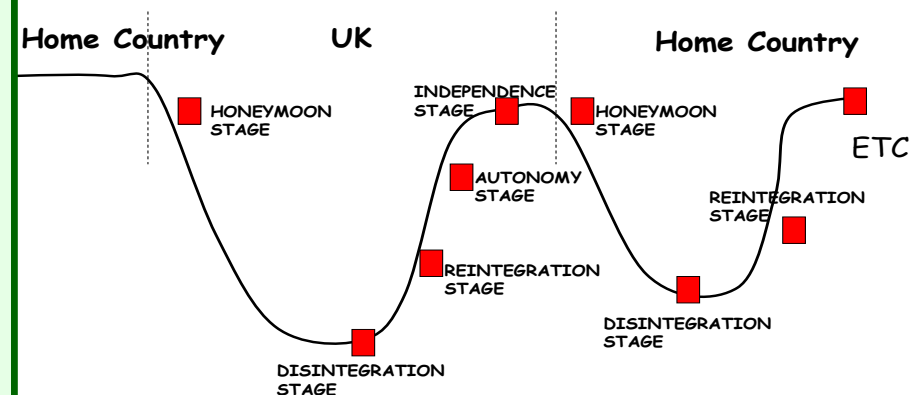 Home Country
UK
Home Country
HONEYMOON
STAGE
INDEPENDENCE
STAGE
HONEYMOON
STAGE
AUTONOMY
STAGE
REINTEGRATION
STAGE
DISINTEGRATION
STAGE
ETC
REINTEGRATION
STAGE
DISINTEGRATION
STAGE